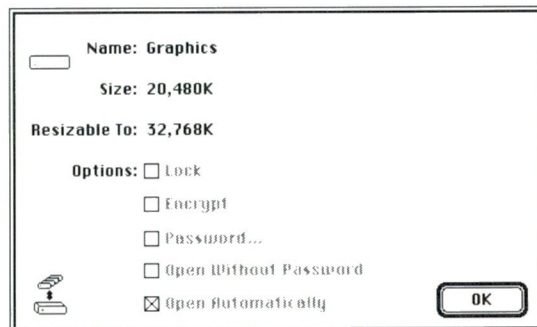 Name: Graphics
Size: 20,480K
Resizable To: 32,768K
Options: Lock
Encrypt
Password...
Open Without Password
Open Automatically
OK